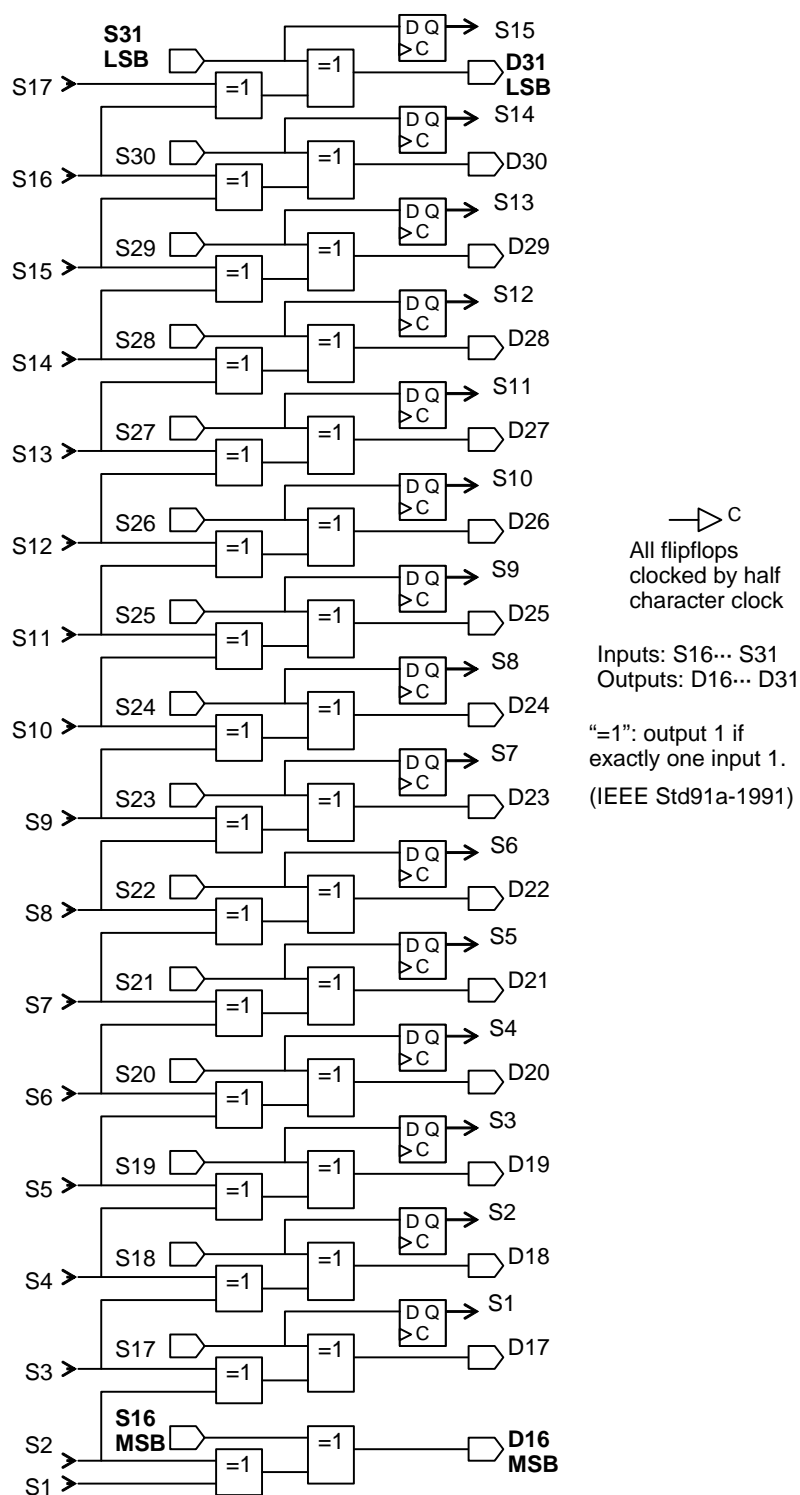 S31
LSB
D Q
C
S15
=1
D31
LSB
S17
=1
D Q
C
S14
S30
=1
D30
S16
=1
D Q
C
S13
S29
=1
D29
S15
=1
D Q
C
S12
S28
=1
D28
S14
=1
D Q
C
S11
S27
=1
D27
S13
=1
D Q
C
S10
S26
=1
D26
S12
=1
D Q
C
S9
S25
=1
D25
S11
=1
D Q
C
S8
S24
=1
D24
S10
=1
D Q
C
S7
S23
=1
D23
S9
=1
D Q
C
S6
S22
=1
D22
S8
=1
D Q
C
S5
S21
=1
D21
S7
=1
D Q
C
S4
S20
=1
D20
S6
=1
D Q
C
S3
S19
=1
D19
S5
=1
D Q
C
S2
S18
=1
D18
S4
=1
D Q
C
S1
S17
=1
D17
S3
=1
S16
MSB
=1
D16
MSB
S2
=1
S1
C
All flipflops
clocked by half
character clock
Inputs: S16··· S31
Outputs: D16··· D31
“=1”: output 1 if
exactly one input 1.
(IEEE Std91a-1991)